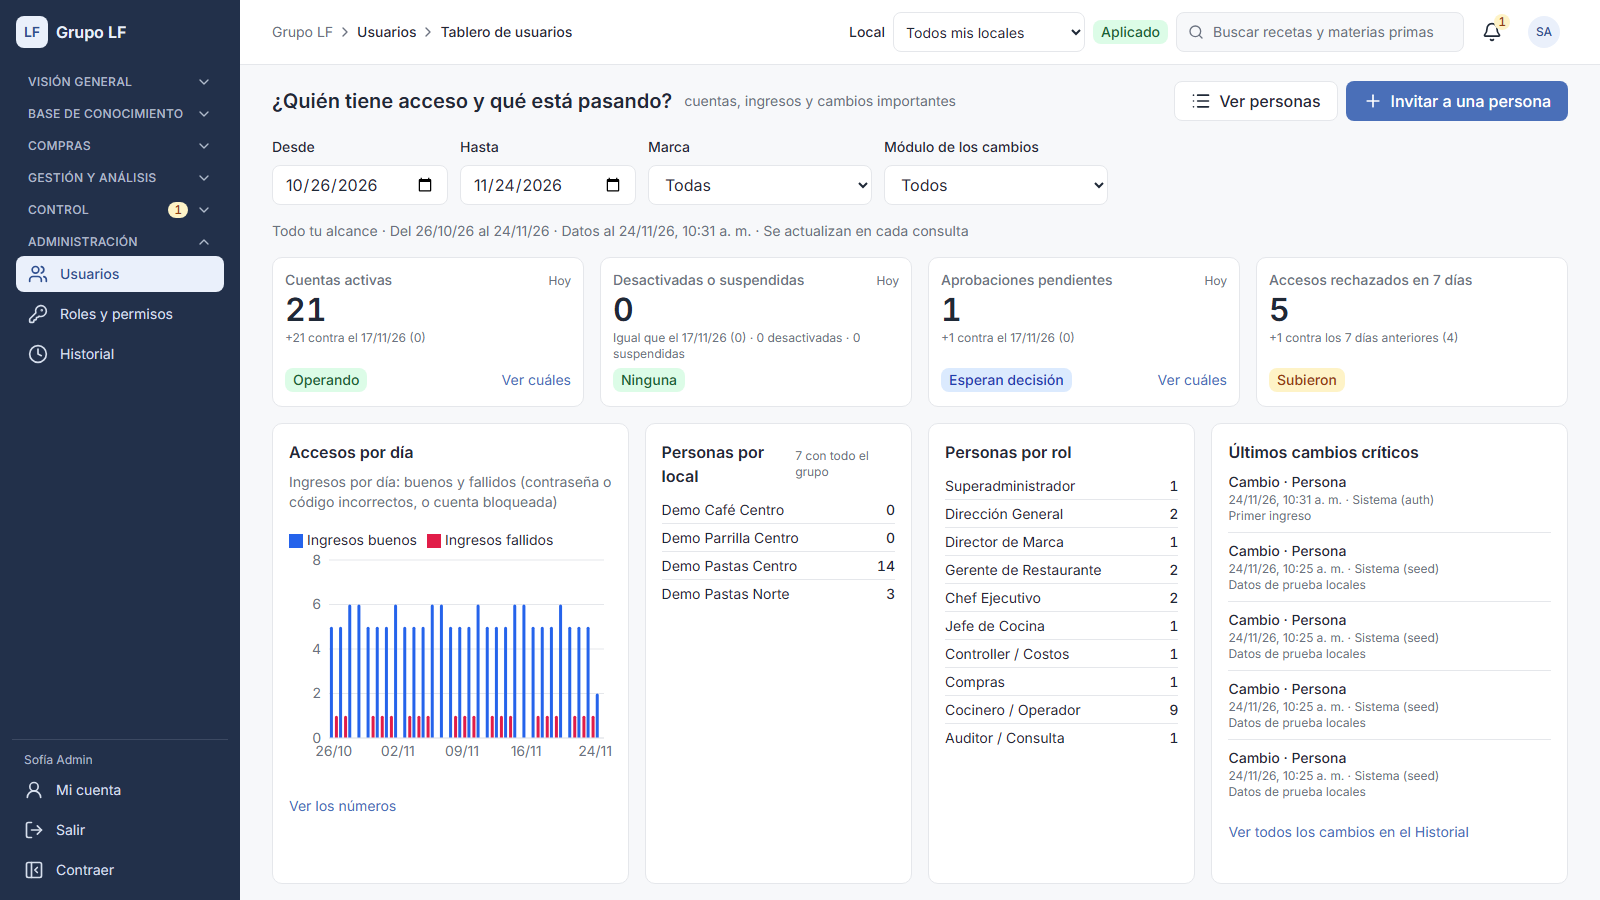 LF Grupo LF
VISIÓN GENERAL
BASE DE CONOCIMIENTO
COMPRAS
GESTIÓN Y ANÁLISIS
CONTROL 1
ADMINISTRACIÓN
Usuarios
Roles y permisos
Historial
Sofía Admin
Mi cuenta
Salir
Contraer
Grupo LF > Usuarios > Tablero de usuarios
Local Todos mis locales Aplicado Buscar recetas y materias primas 1 SA
¿Quién tiene acceso y qué está pasando? cuentas, ingresos y cambios importantes
Ver personas
Invitar a una persona
Desde Hasta Marca Módulo de los cambios
10/26/2026 11/24/2026 Todas Todos
Todo tu alcance · Del 26/10/26 al 24/11/26 · Datos al 24/11/26, 10:31 a. m. · Se actualizan en cada consulta
Cuentas activas Hoy
21
+21 contra el 17/11/26 (0)
Operando Ver cuáles
Desactivadas o suspendidas Hoy
0
Igual que el 17/11/26 (0) · 0 desactivadas · 0
suspendidas
Ninguna
Aprobaciones pendientes Hoy
1
+1 contra el 17/11/26 (0)
Esperan decisión Ver cuáles
Accesos rechazados en 7 días
5
+1 contra los 7 días anteriores (4)
Subieron
Accesos por día
Ingresos por día: buenos y fallidos (contraseña o
código incorrectos, o cuenta bloqueada)
Ingresos buenos Ingresos fallidos
8
6
4
2
0
26/10 02/11 09/11 16/11 24/11
Ver los números
Personas por
local
7 con todo el
grupo
Demo Café Centro 0
Demo Parrilla Centro 0
Demo Pastas Centro 14
Demo Pastas Norte 3
Personas por rol
Superadministrador 1
Dirección General 2
Director de Marca 1
Gerente de Restaurante 2
Chef Ejecutivo 2
Jefe de Cocina 1
Controller / Costos 1
Compras 1
Cocinero / Operador 9
Auditor / Consulta 1
Últimos cambios críticos
Cambio · Persona
24/11/26, 10:31 a. m. · Sistema (auth)
Primer ingreso
Cambio · Persona
24/11/26, 10:25 a. m. · Sistema (seed)
Datos de prueba locales
Cambio · Persona
24/11/26, 10:25 a. m. · Sistema (seed)
Datos de prueba locales
Cambio · Persona
24/11/26, 10:25 a. m. · Sistema (seed)
Datos de prueba locales
Cambio · Persona
24/11/26, 10:25 a. m. · Sistema (seed)
Datos de prueba locales
Ver todos los cambios en el Historial